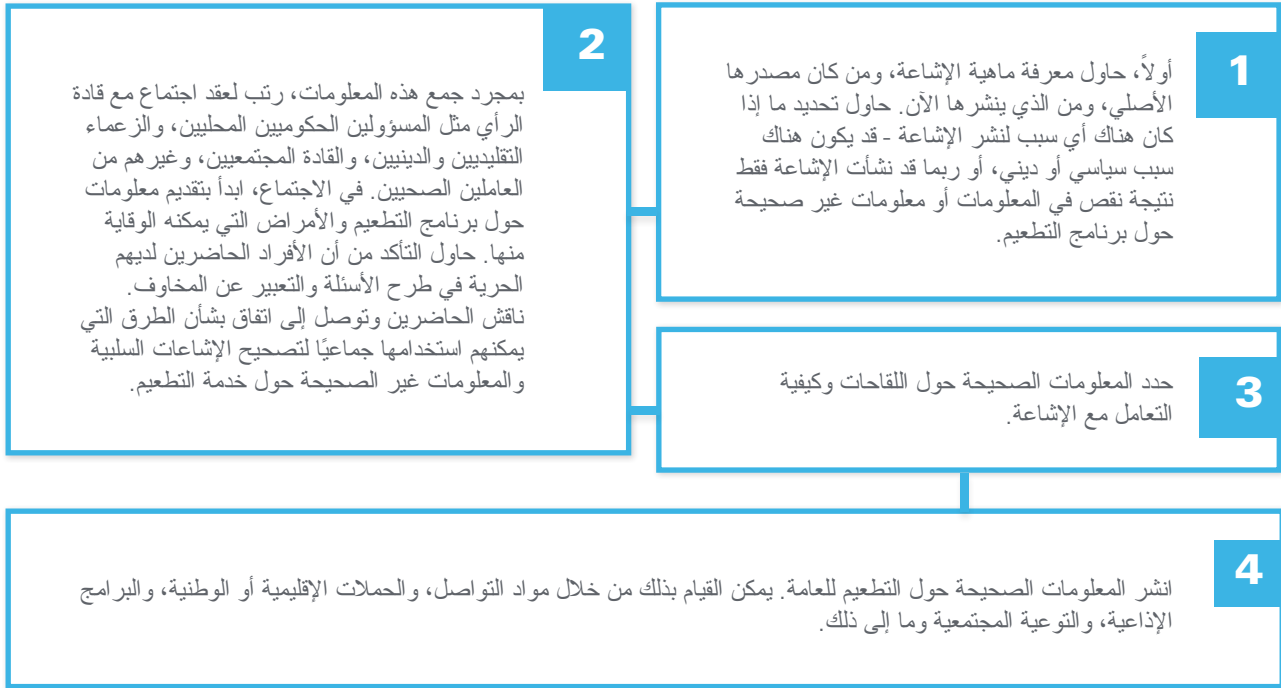 1
أولاً، حاول معرفة ماهية الإشاعة، ومن كان مصدرها
الأصلي، ومن الذي ينشرها الآن. حاول تحديد ما إذا
كان هناك أي سبب لنشر الإشاعة - قد يكون هناك
سبب سياسي أو ديني، أو ربما قد نشأت الإشاعة فقط
نتيجة نقص في المعلومات أو معلومات غير صحيحة
حول برنامج التطعيم.
2
بمجرد جمع هذه المعلومات، رتب لعقد اجتماع مع قادة
الرأي مثل المسؤولين الحكوميين المحليين، والزعماء
التقليديين والدينيين، والقادة المجتمعيين، وغيرهم من
العاملين الصحيين. في الاجتماع، ابدأ بتقديم معلومات
حول برنامج التطعيم والأمراض التي يمكنه الوقاية
منها. حاول التأكد من أن الأفراد الحاضرين لديهم
الحرية في طرح الأسئلة والتعبير عن المخاوف.
ناقش الحاضرين وتوصل إلى اتفاق بشأن الطرق التي
يمكنهم استخدامها جماعيًا لتصحيح الإشاعات السلبية
والمعلومات غير الصحيحة حول خدمة التطعيم.
3
حدد المعلومات الصحيحة حول اللقاحات وكيفية
التعامل مع الإشاعة.
4
انشر المعلومات الصحيحة حول التطعيم للعامة. يمكن القيام بذلك من خلال مواد التواصل، والحملات الإقليمية أو الوطنية، والبرامج
الإذاعية، والتوعية المجتمعية وما إلى ذلك.